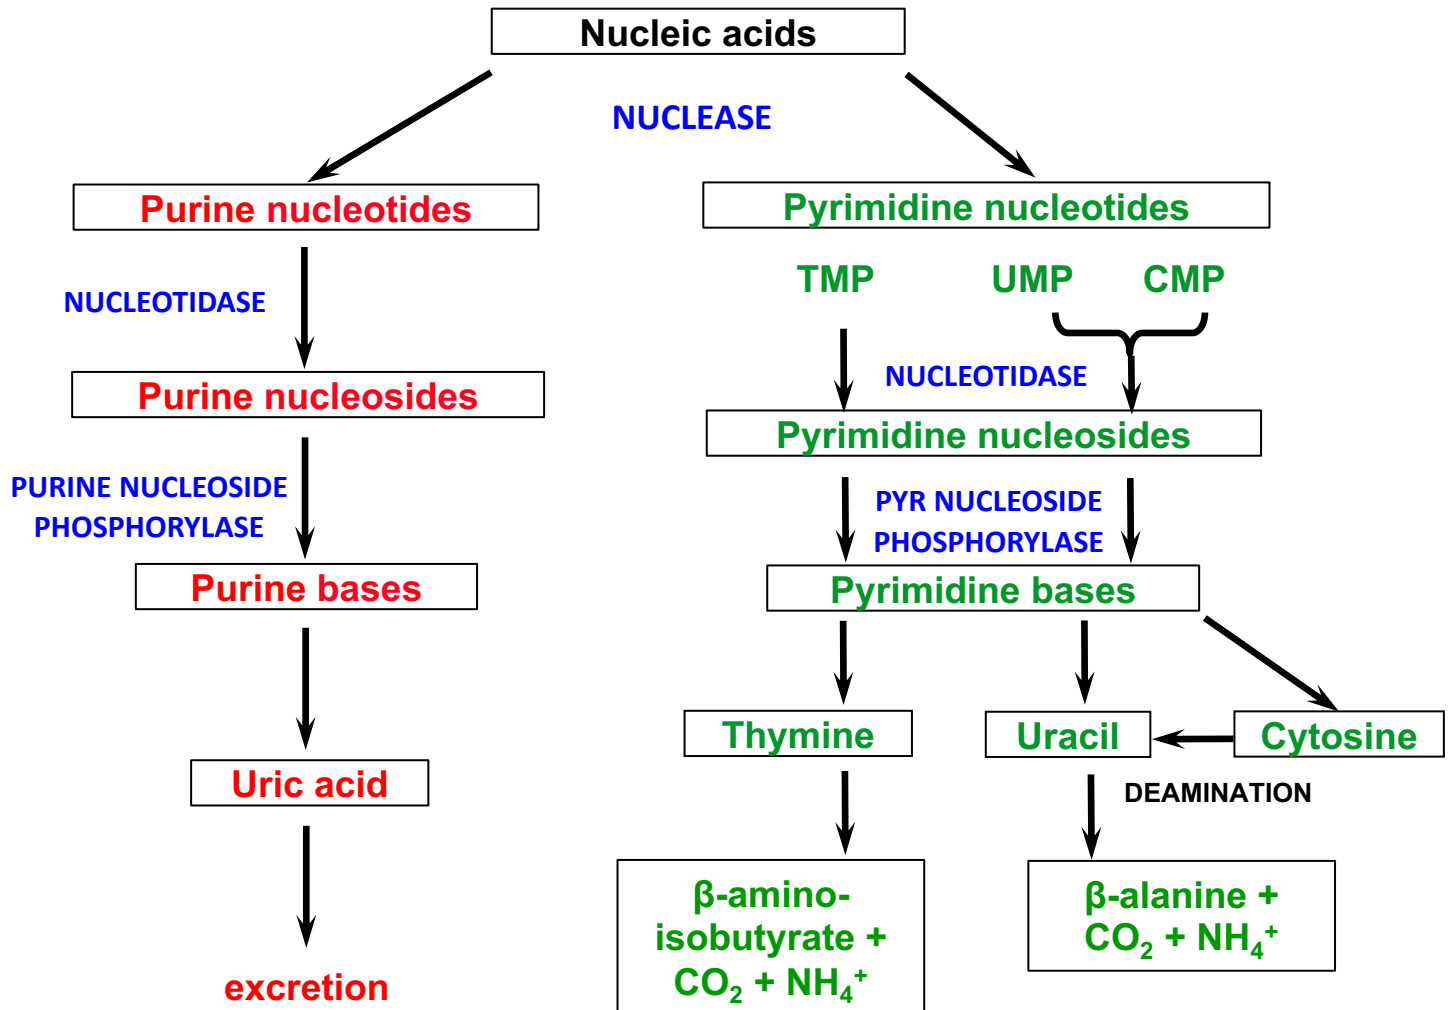 Nucleic acids
NUCLEASE
Purine nucleotides
Pyrimidine nucleotides
TMP UMP CMP
NUCLEOTIDASE
NUCLEOTIDASE
Purine nucleosides
Pyrimidine nucleosides
PURINE NUCLEOSIDE
PHOSPHORYLASE
PYR NUCLEOSIDE
PHOSPHORYLASE
Purine bases
Pyrimidine bases
Thymine
Uracil
Cytosine
Uric acid
DEAMINATION
β-amino-
isobutyrate +
CO₂ + NH₄⁺
β-alanine +
CO₂ + NH₄⁺
excretion